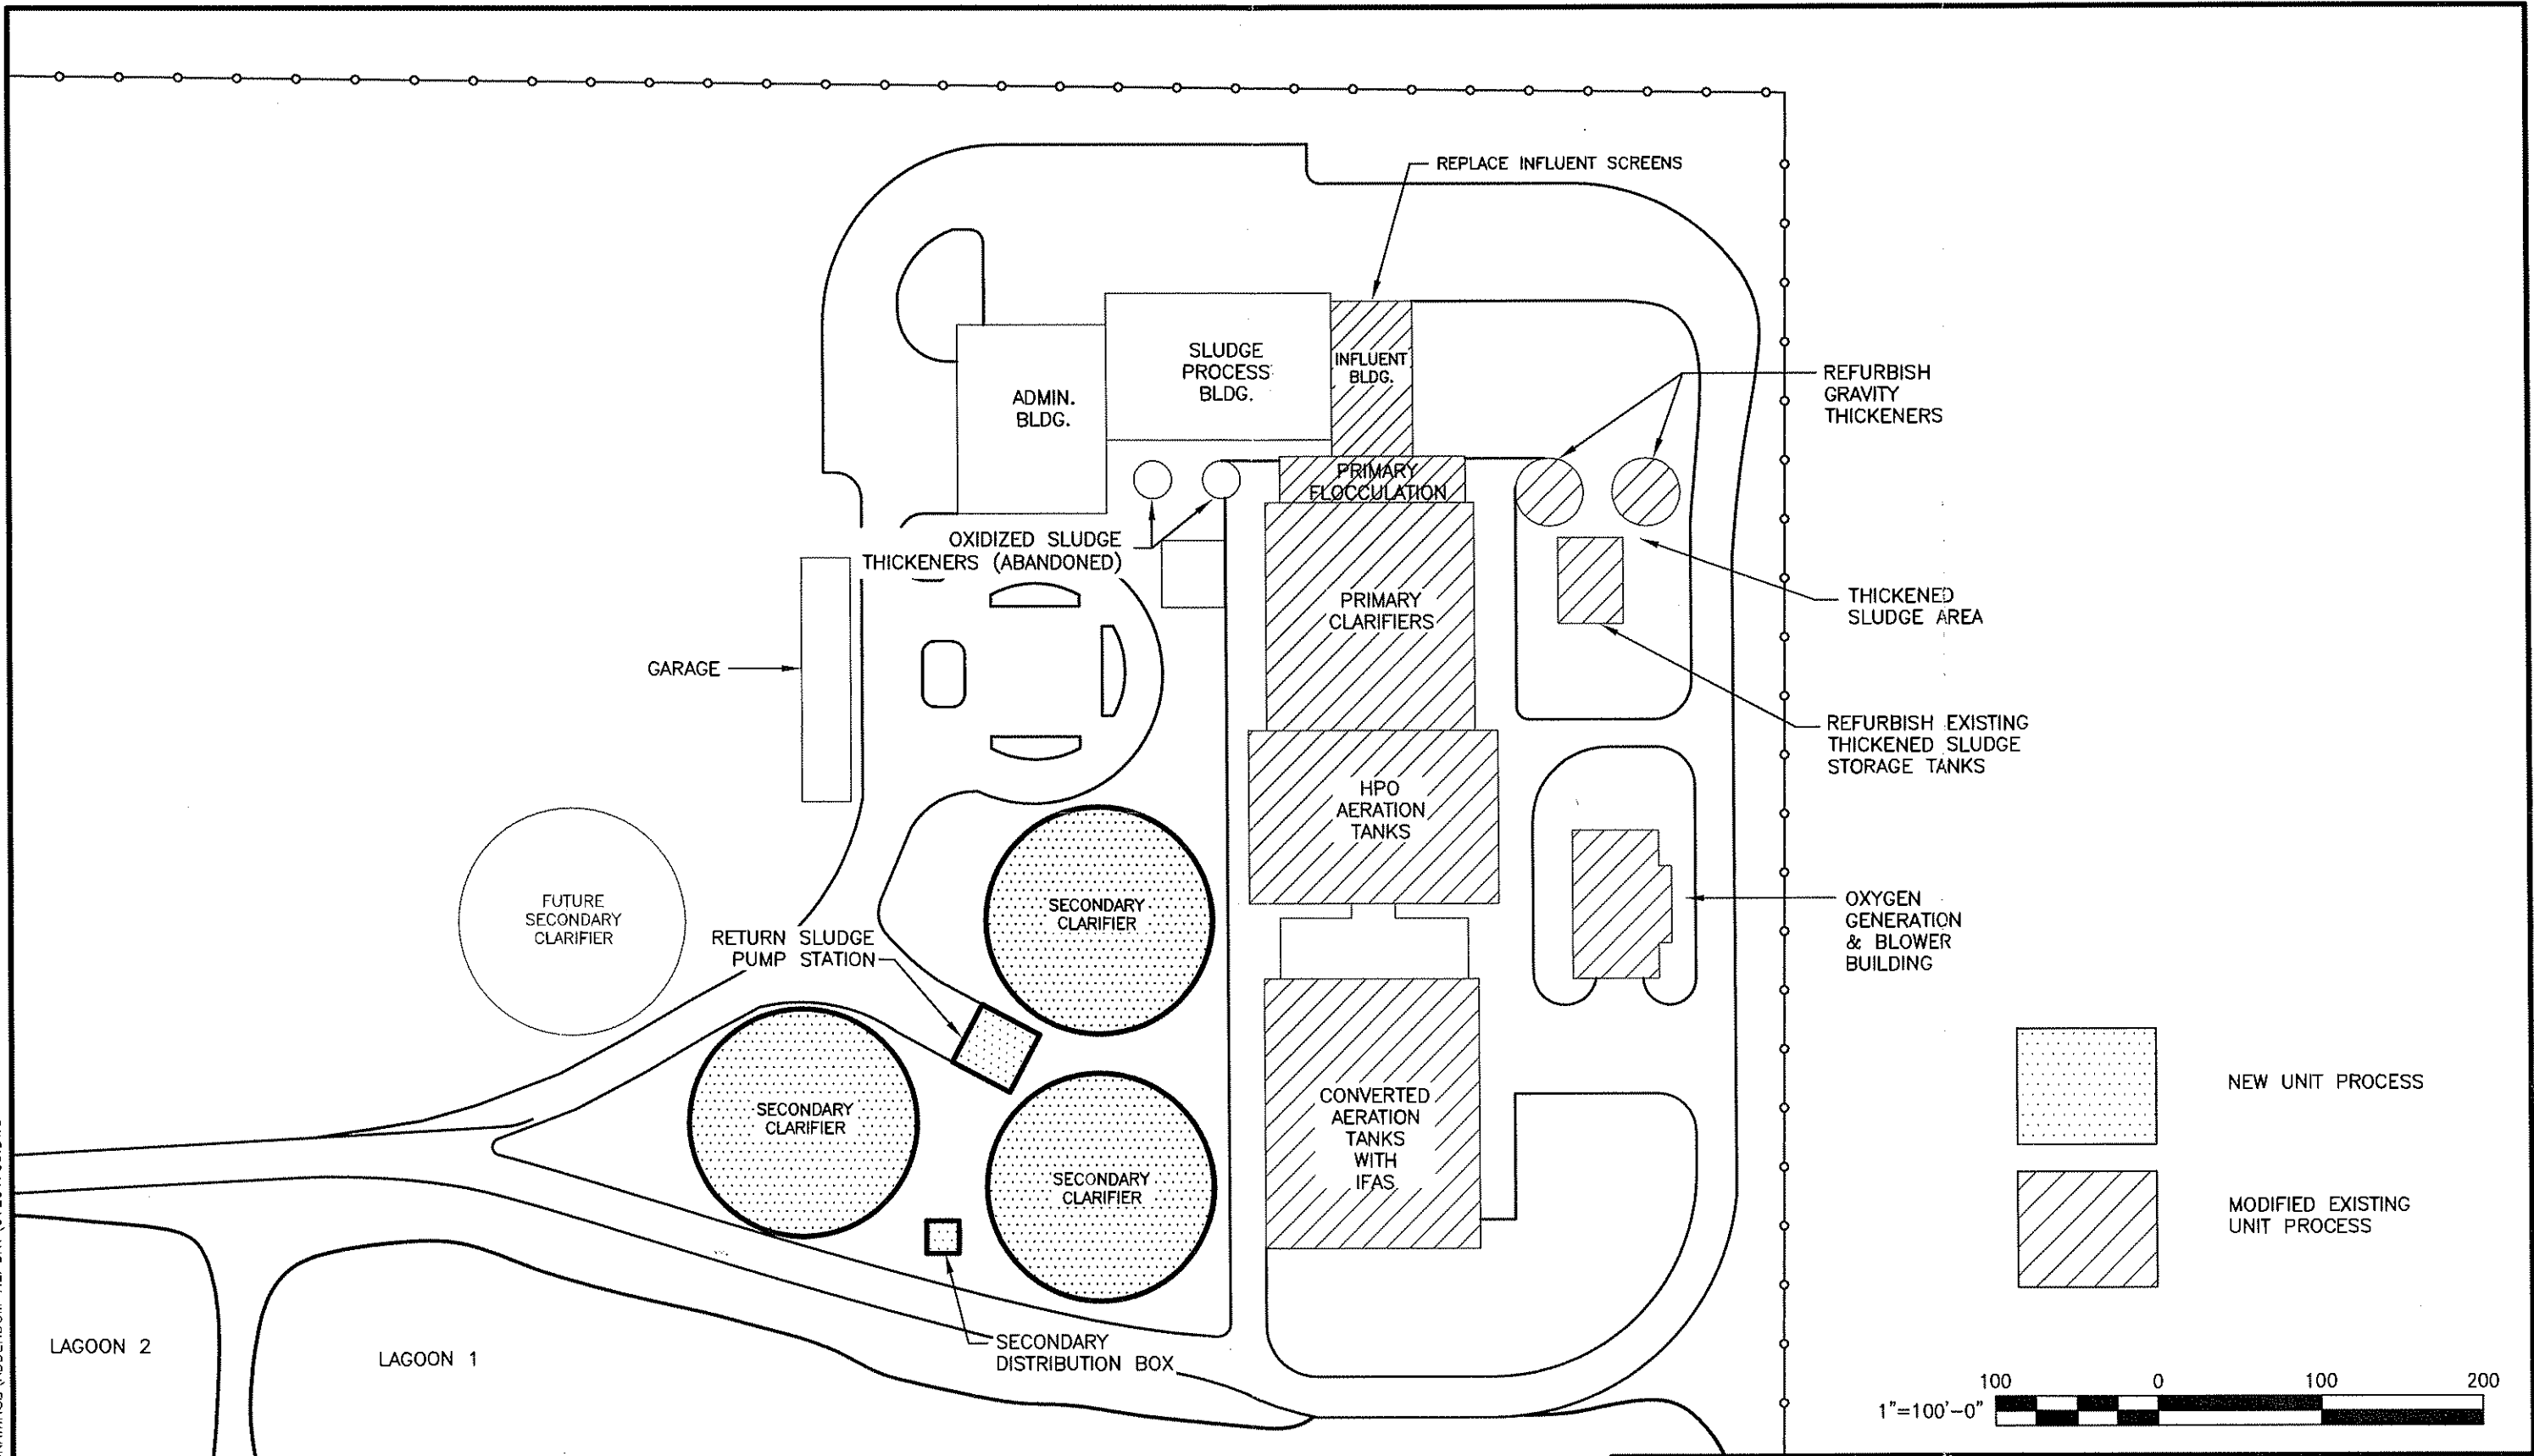 REPLACE INFLUENT SCREENS
SLUDGE
PROCESS
BLDG.
INFLUENT
BLDG.
ADMIN.
BLDG.
REFURBISH
GRAVITY
THICKENERS
PRIMARY
FLOCCULATION
OXIDIZED SLUDGE
THICKENERS (ABANDONED)
PRIMARY
CLARIFIERS
THICKENED
SLUDGE AREA
GARAGE
REFURBISH EXISTING
THICKENED SLUDGE
STORAGE TANKS
HPO
AERATION
TANKS
FUTURE
SECONDARY
CLARIFIER
SECONDARY
CLARIFIER
RETURN SLUDGE
PUMP STATION
OXYGEN
GENERATION
& BLOWER
BUILDING
SECONDARY
CLARIFIER
SECONDARY
CLARIFIER
CONVERTED
AERATION
TANKS
WITH
IFAS
NEW UNIT PROCESS
MODIFIED EXISTING
UNIT PROCESS
LAGOON 2
LAGOON 1
SECONDARY
DISTRIBUTION BOX
100 0 100 200
1"=100'-0"